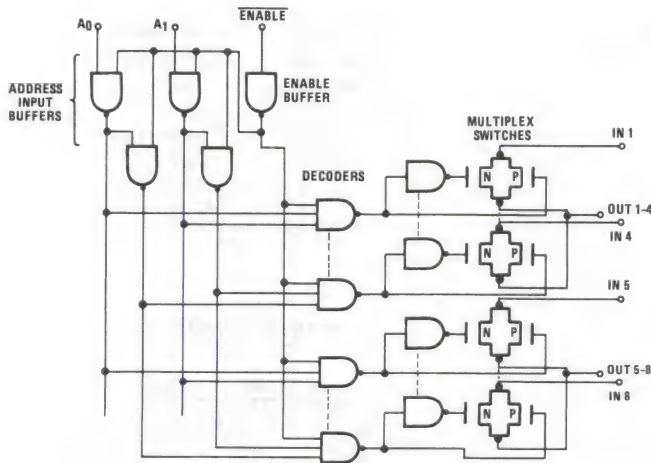 A0
A1
ENABLE
ADDRESS
INPUT
BUFFERS
ENABLE
BUFFER
MULTIPLEX
SWITCHES
IN 1
DECODERS
N P
OUT 1-4
IN 4
N P
IN 5
N P
OUT 5-8
IN 8
N P